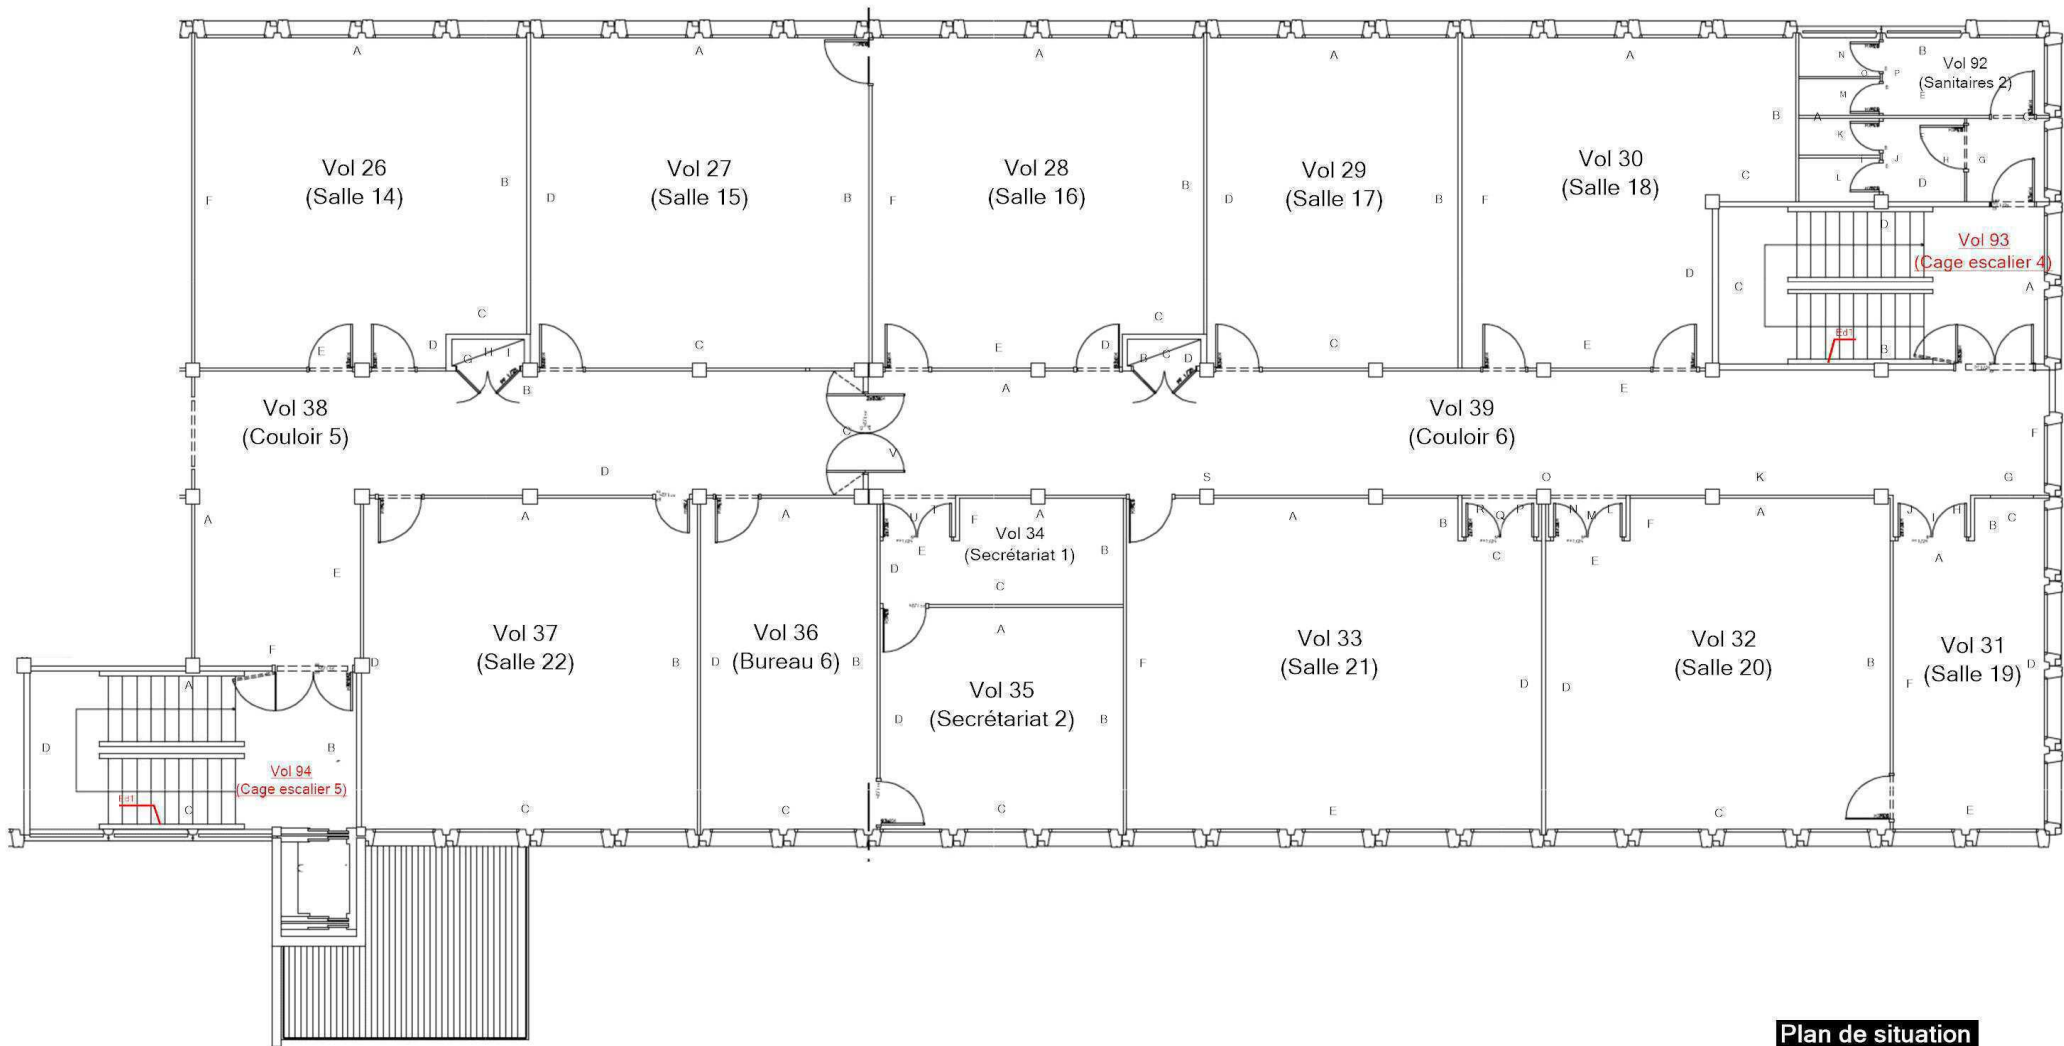 A
A
A
A
A
N
B
Vol 92
(Sanitaires 2)
O
P
M
E
B
A
C
K
Vol 26
(Salle 14)
Vol 27
(Salle 15)
Vol 28
(Salle 16)
Vol 29
(Salle 17)
Vol 30
(Salle 18)
I
J
H
G
L
D
C
F
B
D
B
F
B
D
B
F
D
Vol 93
(Cage escalier 4)
D
C
A
Ed1
B
C
C
E
D
G
H
I
C
E
D
B
C
D
C
E
B
A
E
Vol 38
(Couloir 5)
Vol 39
(Couloir 6)
C
V
F
D
S
O
K
G
A
A
A
U
T
F
A
A
B
R
Q
P
N
M
L
F
A
J
I
H
B
C
Vol 34
(Secrétariat 1)
E
B
D
C
C
E
A
E
C
A
Vol 37
(Salle 22)
Vol 36
(Bureau 6)
Vol 33
(Salle 21)
Vol 32
(Salle 20)
Vol 31
(Salle 19)
F
D
B
D
B
F
B
D
Vol 35
(Secrétariat 2)
D
B
D
D
F
A
D
B
Vol 94
(Cage escalier 5)
Ed1
C
C
C
C
E
C
E
Plan de situation